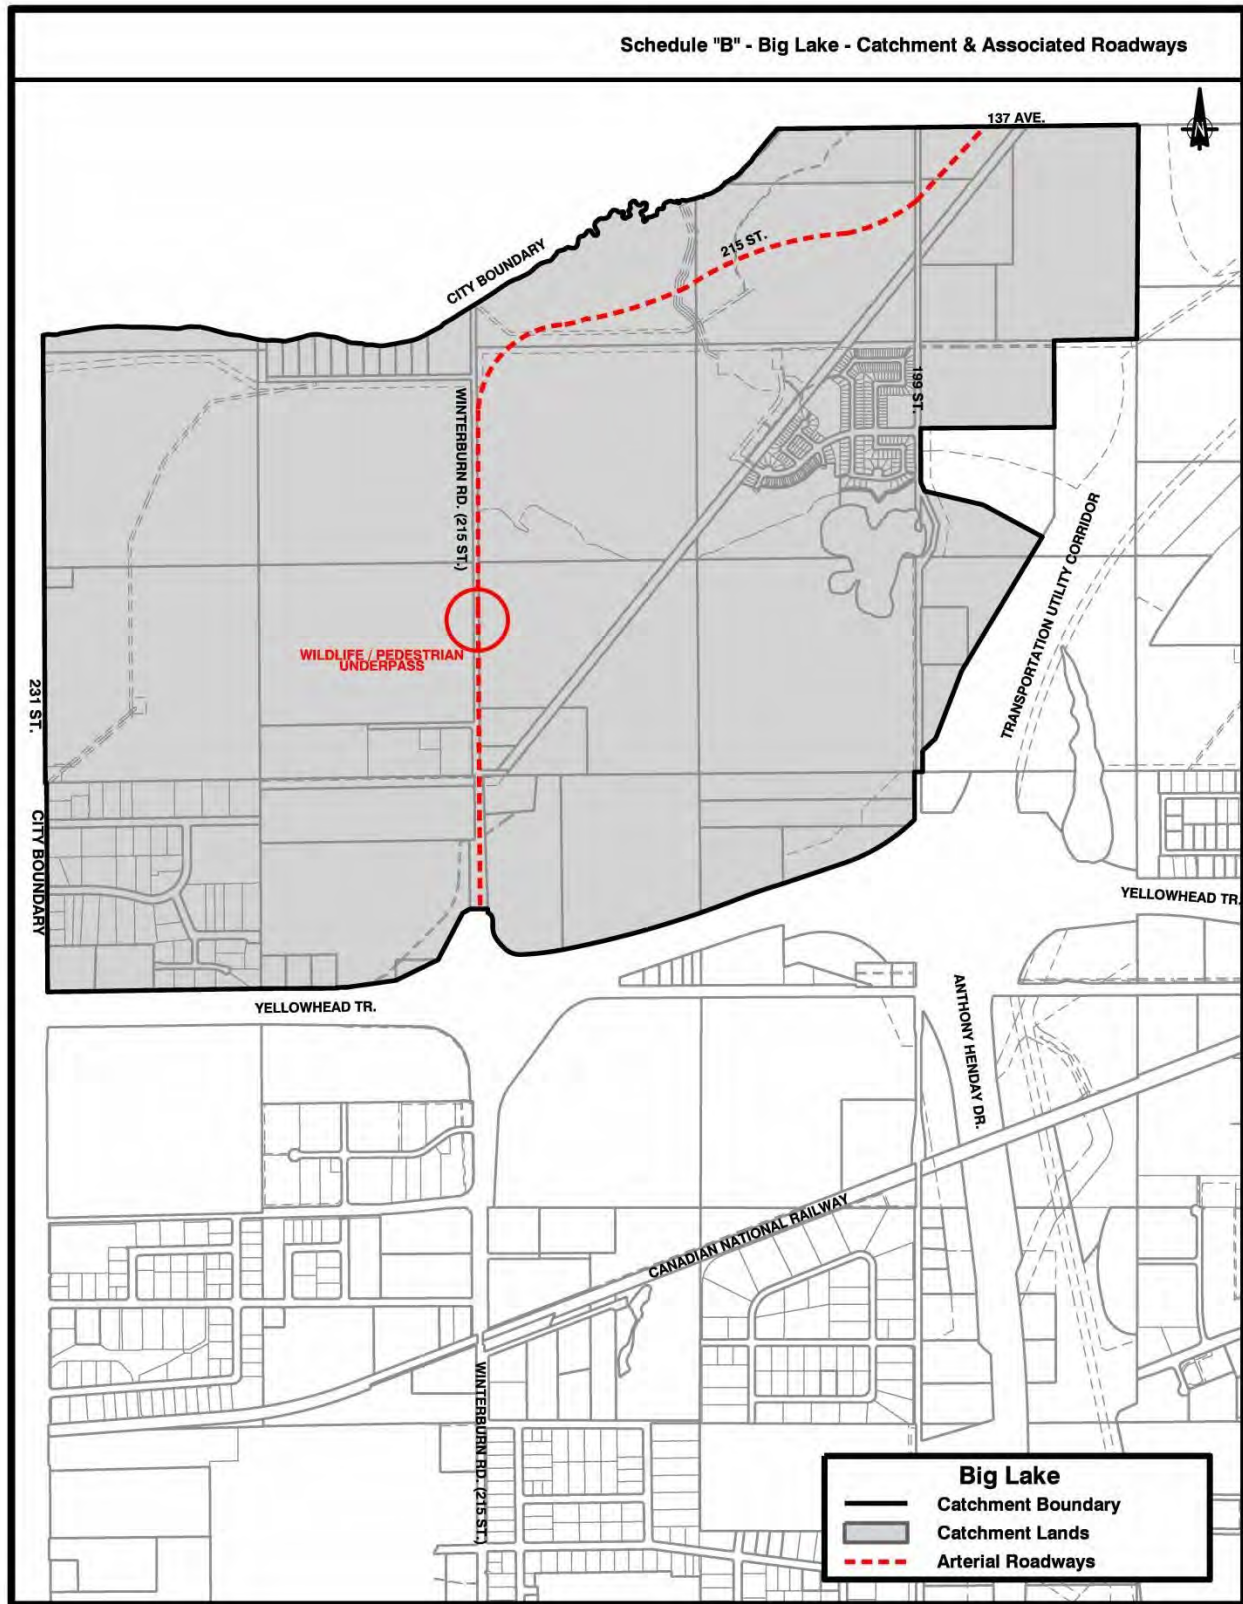 Schedule "B" - Big Lake - Catchment & Associated Roadways
137 AVE.
N
215 ST.
CITY BOUNDARY
199 ST.
WINTERBURN RD. (215 ST.)
TRANSPORTATION UTILITY CORRIDOR
WILDLIFE / PEDESTRIAN
UNDERPASS
231 ST.
CITY BOUNDARY
YELLOWHEAD TR.
YELLOWHEAD TR.
ANTHONY HENDAY DR.
CANADIAN NATIONAL RAILWAY
WINTERBURN RD. (215 ST.)
Big Lake
Catchment Boundary
Catchment Lands
Arterial Roadways